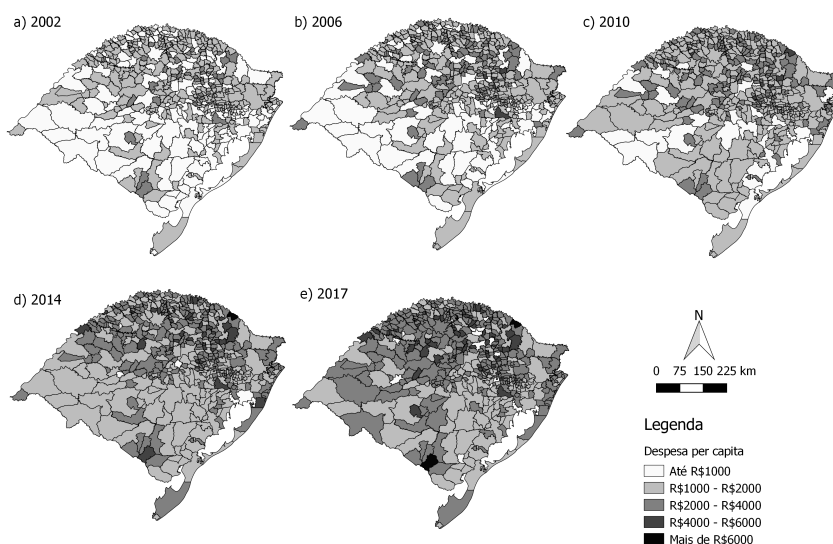 a) 2002
b) 2006
c) 2010
d) 2014
e) 2017
N
0 75 150 225 km
Legenda
Despesa per capita
Até R$1000
R$1000 - R$2000
R$2000 - R$4000
R$4000 - R$6000
Mais de R$6000